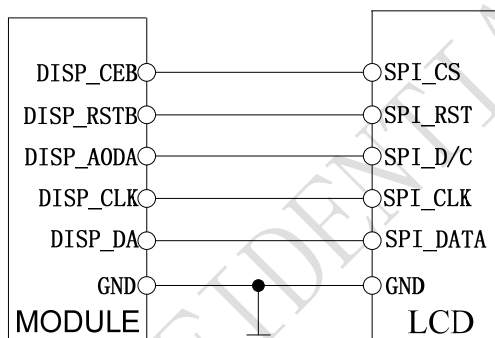 DISP_CEB SPI_CS
DISP_RSTB SPI_RST
DISP_AODA SPI_D/C
DISP_CLK SPI_CLK
DISP_DA SPI_DATA
GND GND
MODULE LCD